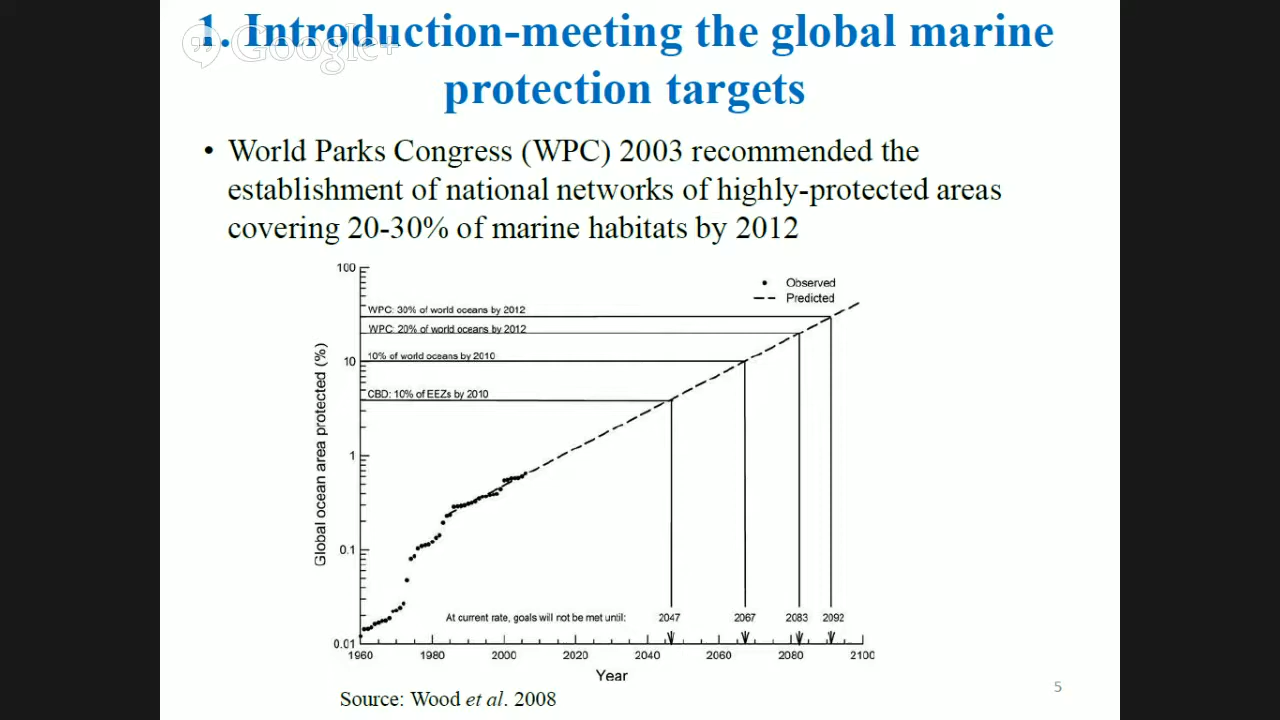 1. Introduction-meeting the global marine
protection targets
Google+
• World Parks Congress (WPC) 2003 recommended the
establishment of national networks of highly-protected areas
covering 20-30% of marine habitats by 2012
100
10
1
0.1
0.01
Global ocean area protected (%)
Observed
Predicted
WPC: 30% of world oceans by 2012
WPC: 20% of world oceans by 2012
10% of world oceans by 2010
CBD: 10% of EEZs by 2010
At current rate, goals will not be met until: 2047 2067 2083 2092
1960 1980 2000 2020 2040 2060 2080 2100
Year
Source: Wood et al. 2008
5